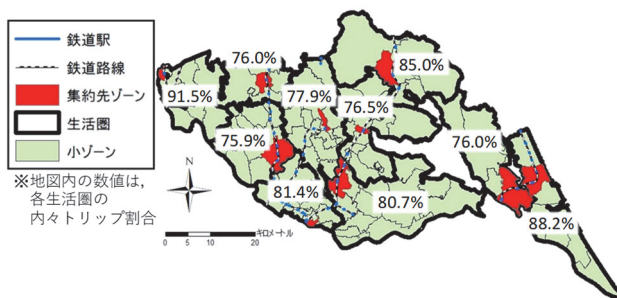 鉄道駅
鉄道路線
集約先ゾーン
生活圏
小ゾーン
※地図内の数値は，
各生活圏の
内々トリップ割合
76.0%
85.0%
91.5%
77.9%
76.5%
75.9%
76.0%
81.4%
80.7%
88.2%
N
キロメートル
0 5 10 20